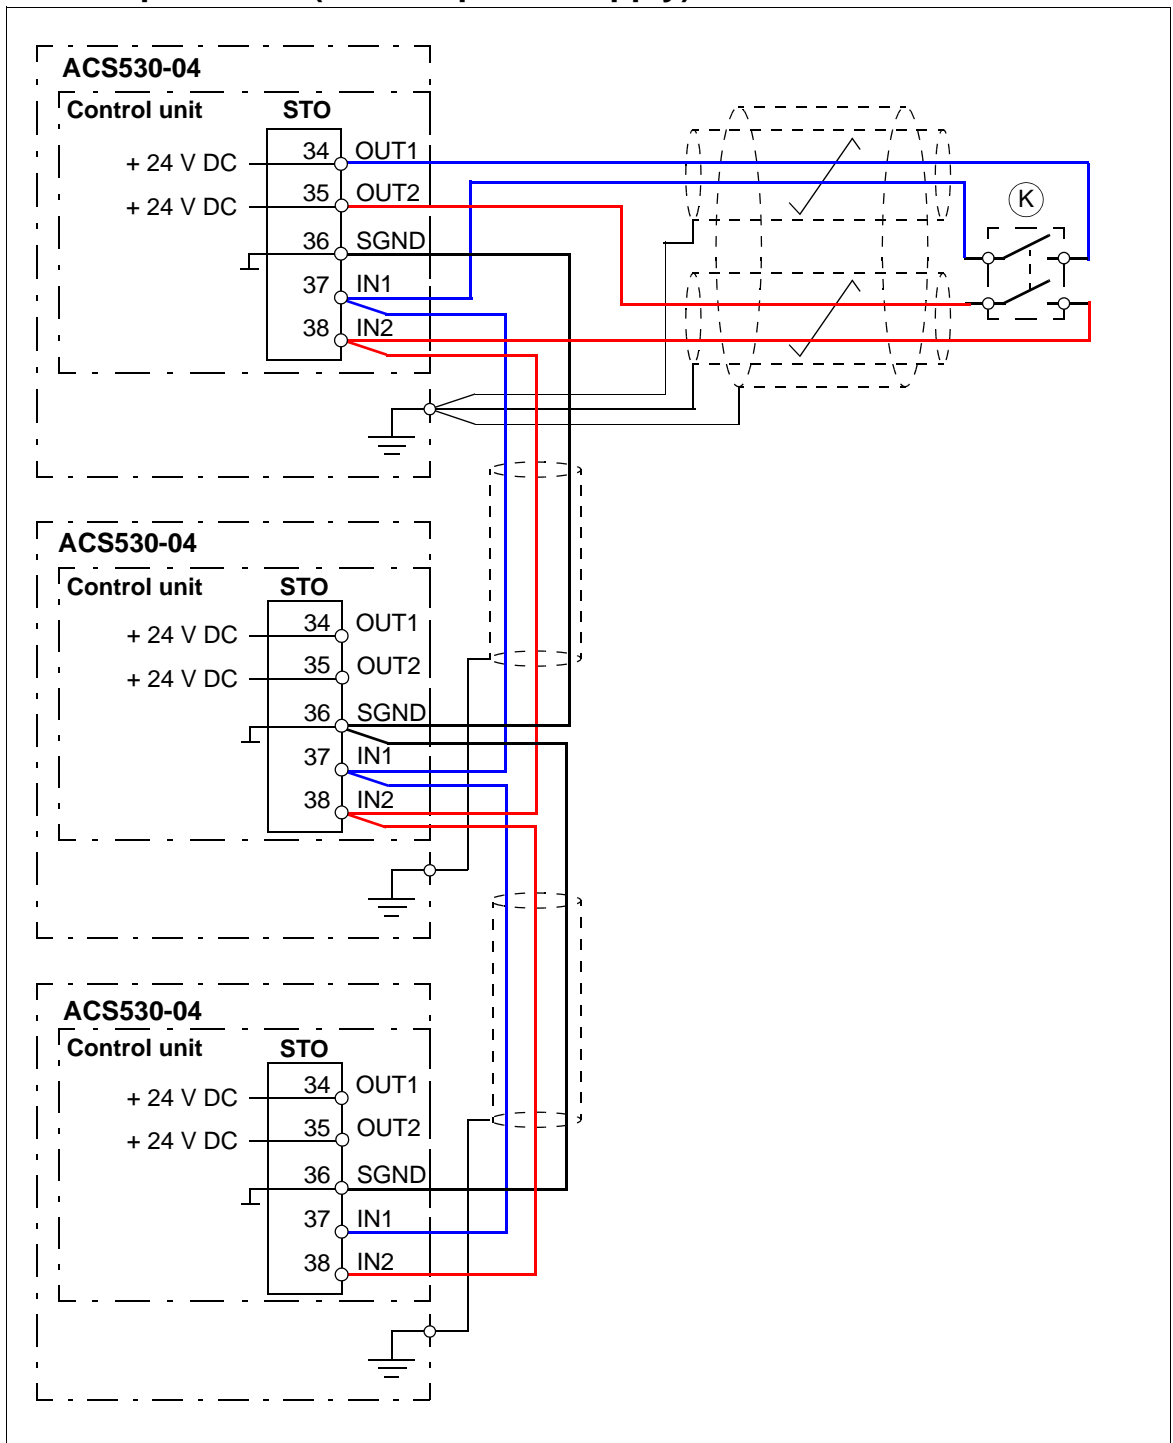 ACS530-04
Control unit STO
+ 24 V DC 34 OUT1
+ 24 V DC 35 OUT2
36 SGND
37 IN1
38 IN2
K
ACS530-04
Control unit STO
+ 24 V DC 34 OUT1
+ 24 V DC 35 OUT2
36 SGND
37 IN1
38 IN2
ACS530-04
Control unit STO
+ 24 V DC 34 OUT1
+ 24 V DC 35 OUT2
36 SGND
37 IN1
38 IN2